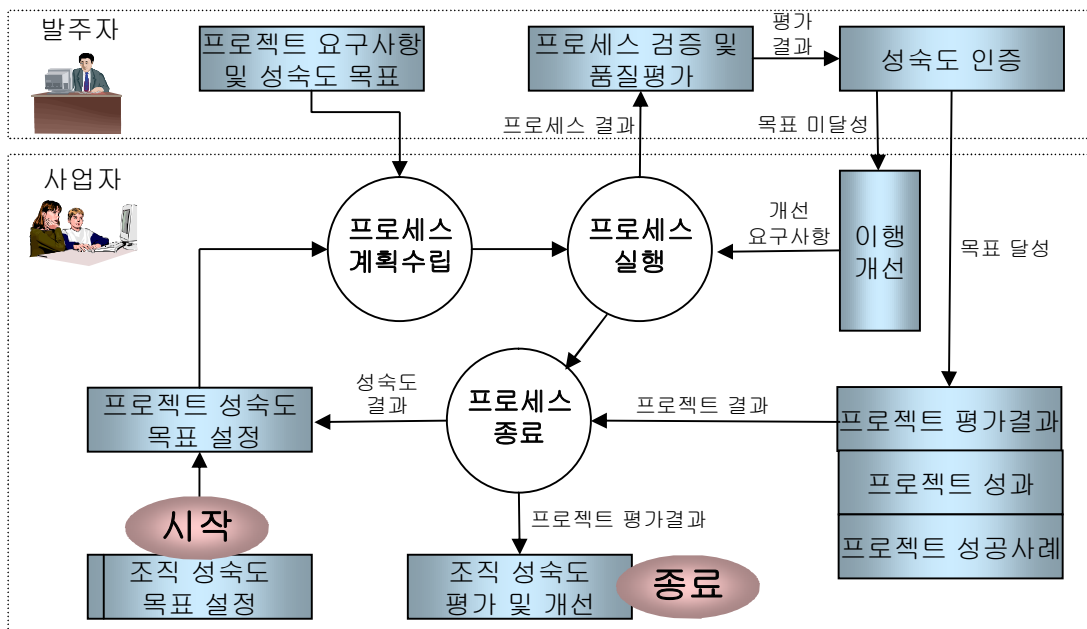 발주자
프로젝트 요구사항
및 성숙도 목표
프로세스 검증 및
품질평가
평가
결과
성숙도 인증
프로세스 결과
목표 미달성
사업자
프로세스
계획수립
프로세스
실행
개선
요구사항
이행
개선
목표 달성
프로젝트 성숙도
목표 설정
성숙도
결과
프로세스
종료
프로젝트 결과
프로젝트 평가결과
프로젝트 성과
프로젝트 성공사례
시작
조직 성숙도
목표 설정
프로젝트 평가결과
조직 성숙도
평가 및 개선
종료